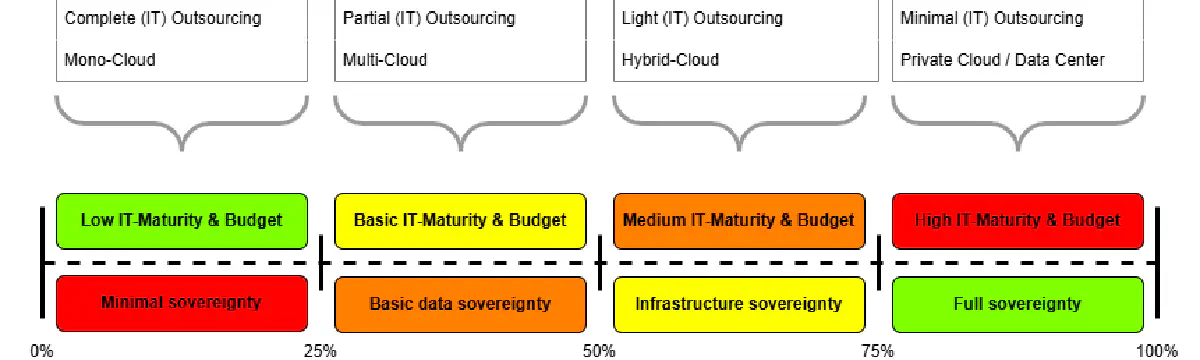 Complete (IT) Outsourcing
Mono-Cloud
Partial (IT) Outsourcing
Multi-Cloud
Light (IT) Outsourcing
Hybrid-Cloud
Minimal (IT) Outsourcing
Private Cloud / Data Center
Low IT-Maturity & Budget
Basic IT-Maturity & Budget
Medium IT-Maturity & Budget
High IT-Maturity & Budget
Minimal sovereignty
Basic data sovereignty
Infrastructure sovereignty
Full sovereignty
0%
25%
50%
75%
100%